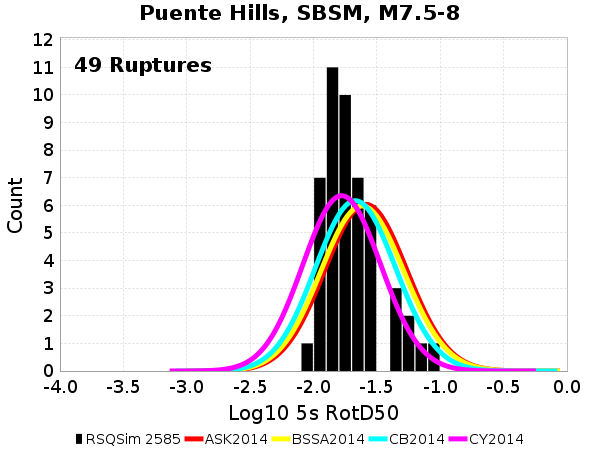 Puente Hills, SBSM, M7.5-8
49 Ruptures
Count
12
11
10
9
8
7
6
5
4
3
2
1
0
-4.0 -3.5 -3.0 -2.5 -2.0 -1.5 -1.0 -0.5 0.0
Log10 5s RotD50
RSQSim 2585 ASK2014 BSSA2014 CB2014 CY2014